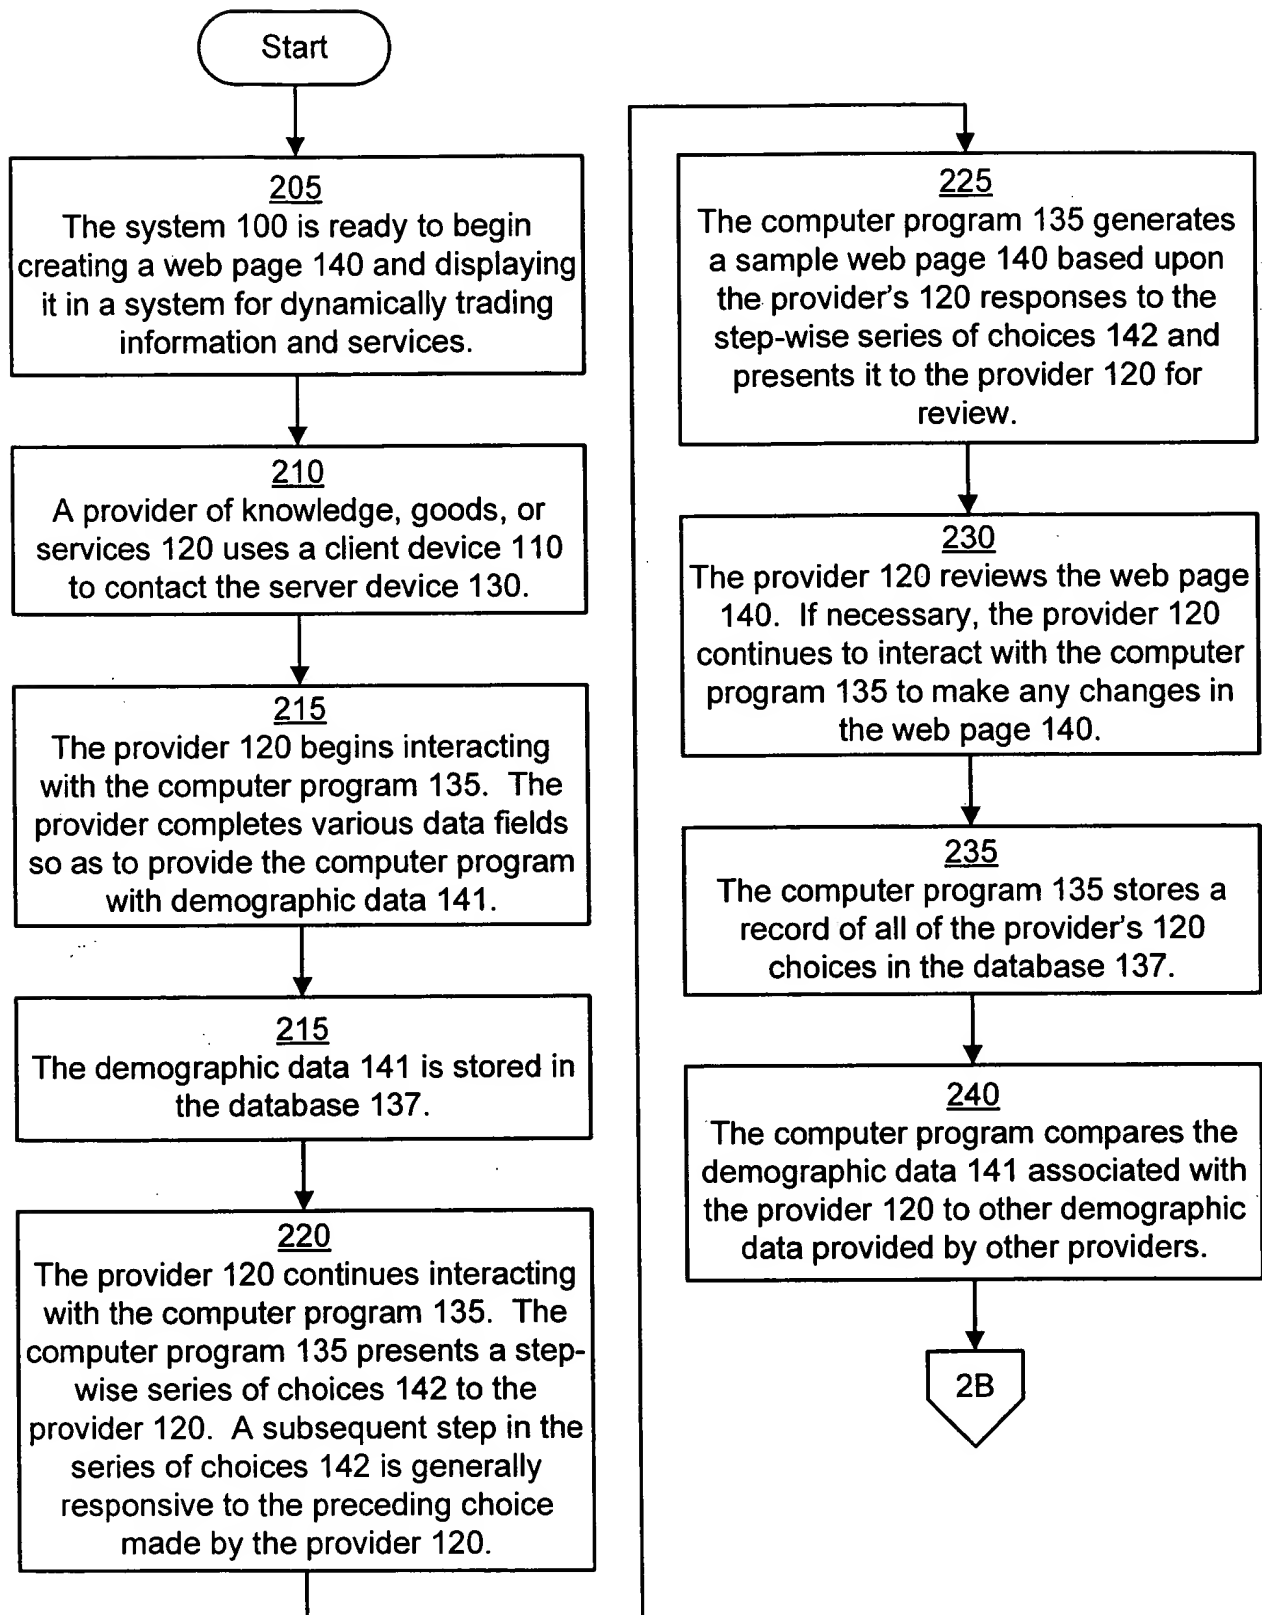 Start
205
The system 100 is ready to begin
creating a web page 140 and displaying
it in a system for dynamically trading
information and services.
210
A provider of knowledge, goods, or
services 120 uses a client device 110
to contact the server device 130.
215
The provider 120 begins interacting
with the computer program 135. The
provider completes various data fields
so as to provide the computer program
with demographic data 141.
215
The demographic data 141 is stored in
the database 137.
220
The provider 120 continues interacting
with the computer program 135. The
computer program 135 presents a step-
wise series of choices 142 to the
provider 120. A subsequent step in the
series of choices 142 is generally
responsive to the preceding choice
made by the provider 120.
225
The computer program 135 generates
a sample web page 140 based upon
the provider's 120 responses to the
step-wise series of choices 142 and
presents it to the provider 120 for
review.
230
The provider 120 reviews the web page
140. If necessary, the provider 120
continues to interact with the computer
program 135 to make any changes in
the web page 140.
235
The computer program 135 stores a
record of all of the provider's 120
choices in the database 137.
240
The computer program compares the
demographic data 141 associated with
the provider 120 to other demographic
data provided by other providers.
2B